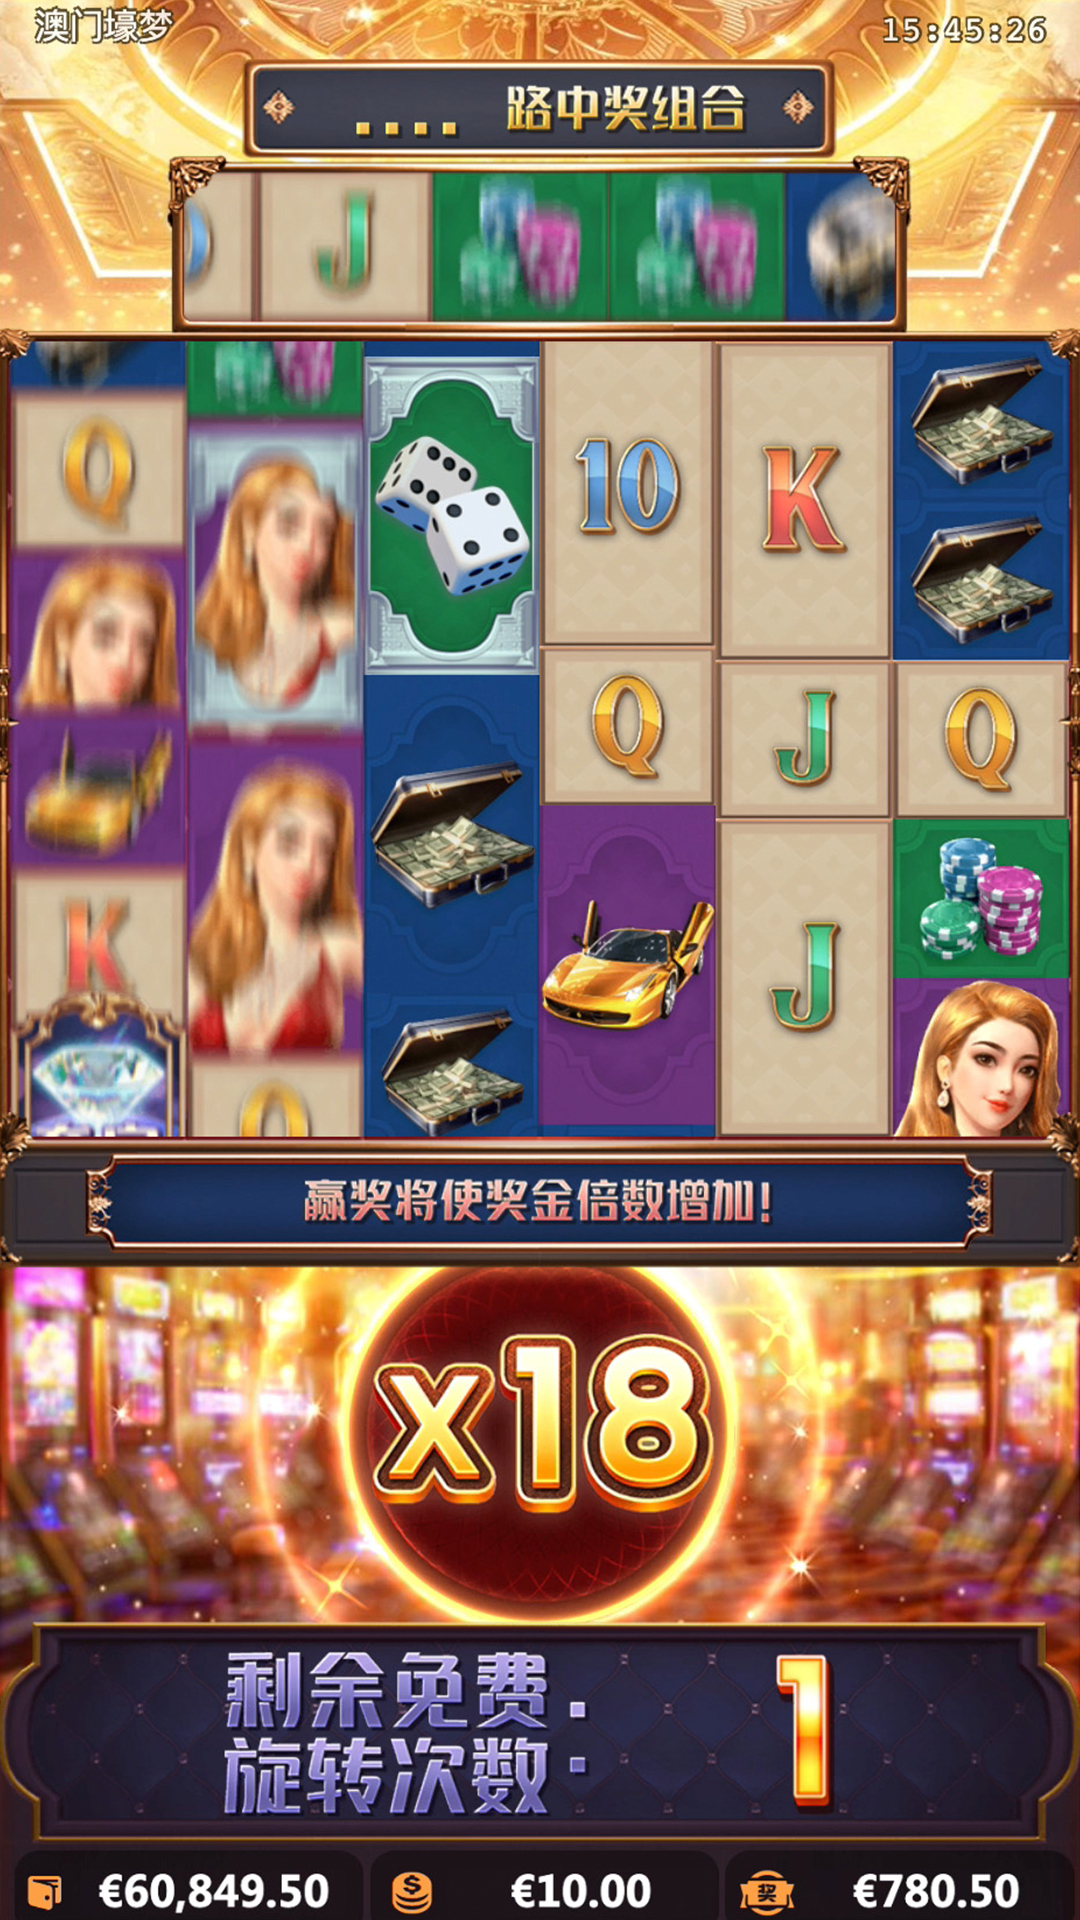 澳门壕梦
15:45:26
.... 路中奖组合
J
Q
10
K
Q
J
Q
K
J
Q
赢奖将使奖金倍数增加!
x18
剩余免费
旋转次数:
1
€60,849.50
€10.00
奖
€780.50